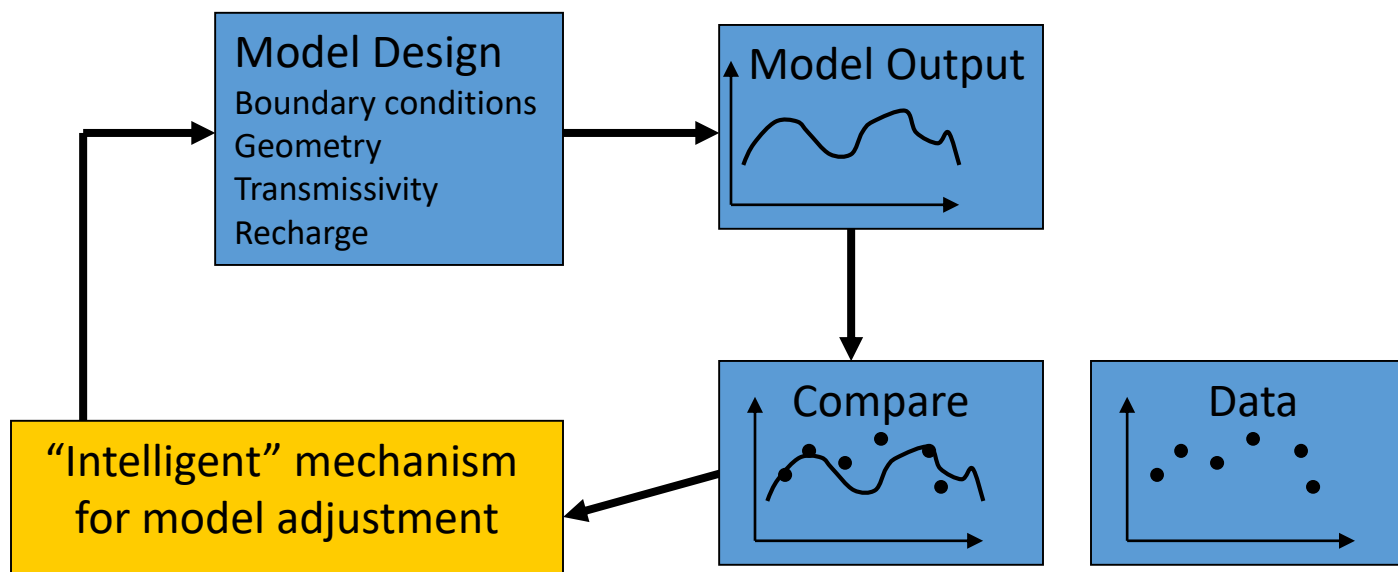 Model Design
Boundary conditions
Geometry
Transmissivity
Recharge
Model Output
Compare
Data
“Intelligent” mechanism
for model adjustment